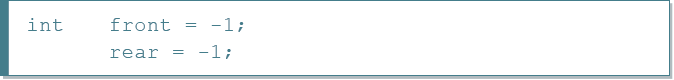 int    front = -1;
       rear = -1;